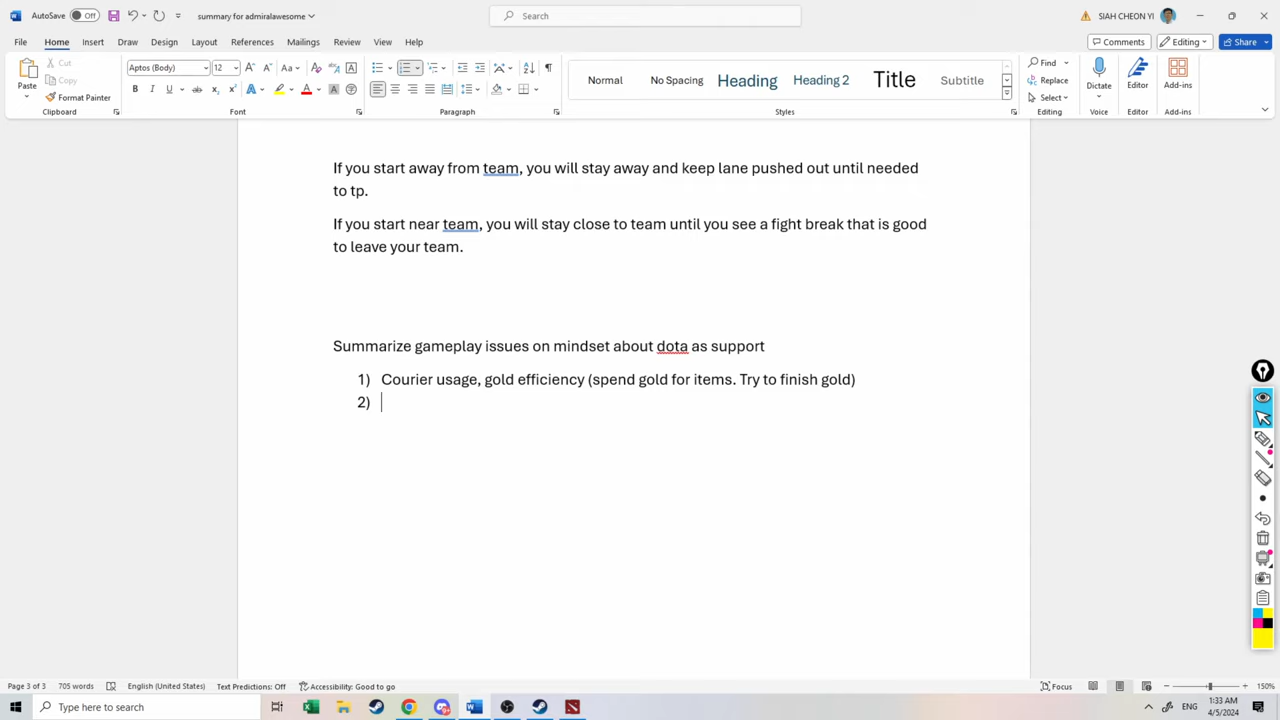 AutoSave Off summary for admiralawesome Search SIAH CHEON YI
File Home Insert Draw Design Layout References Mailings Review View Help Comments Editing Share
Paste Cut Copy Format Painter Clipboard
Aptos (Body) 12 Font
Paragraph
Normal No Spacing Heading Heading 2 Title Subtitle Styles
Find Replace Select Editing
Dictate Voice
Editor Editor
Add-ins Add-ins
If you start away from team, you will stay away and keep lane pushed out until needed
to tp.
If you start near team, you will stay close to team until you see a fight break that is good
to leave your team.
Summarize gameplay issues on mindset about dota as support
1) Courier usage, gold efficiency (spend gold for items. Try to finish gold)
2)
Page 3 of 3 705 words English (United States) Text Predictions: Off Accessibility: Good to go Focus 150%
Type here to search ENG 1:33 AM
4/5/2024